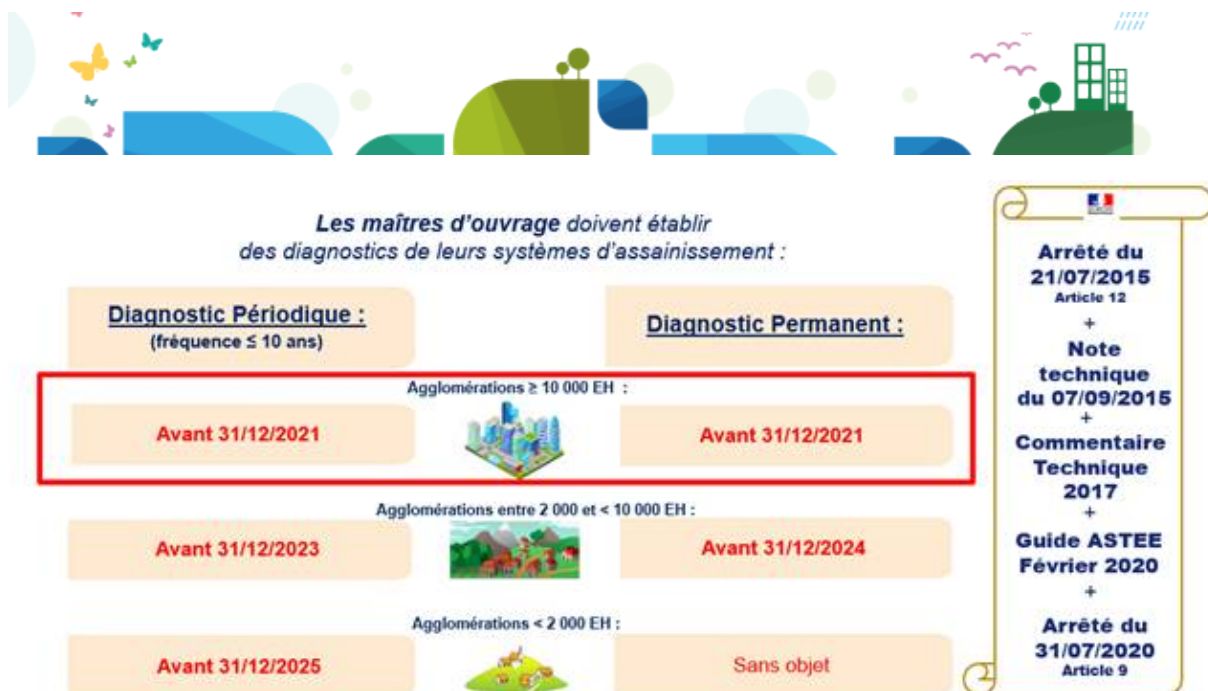 Les maîtres d'ouvrage doivent établir
des diagnostics de leurs systèmes d'assainissement :
Diagnostic Périodique :
(fréquence ≤ 10 ans)
Diagnostic Permanent :
Agglomérations ≥ 10 000 EH :
Avant 31/12/2021
Avant 31/12/2021
Agglomérations entre 2 000 et < 10 000 EH :
Avant 31/12/2023
Avant 31/12/2024
Agglomérations < 2 000 EH :
Avant 31/12/2025
Sans objet
Arrêté du
21/07/2015
Article 12
+
Note
technique
du 07/09/2015
+
Commentaire
Technique
2017
+
Guide ASTEE
Février 2020
+
Arrêté du
31/07/2020
Article 9